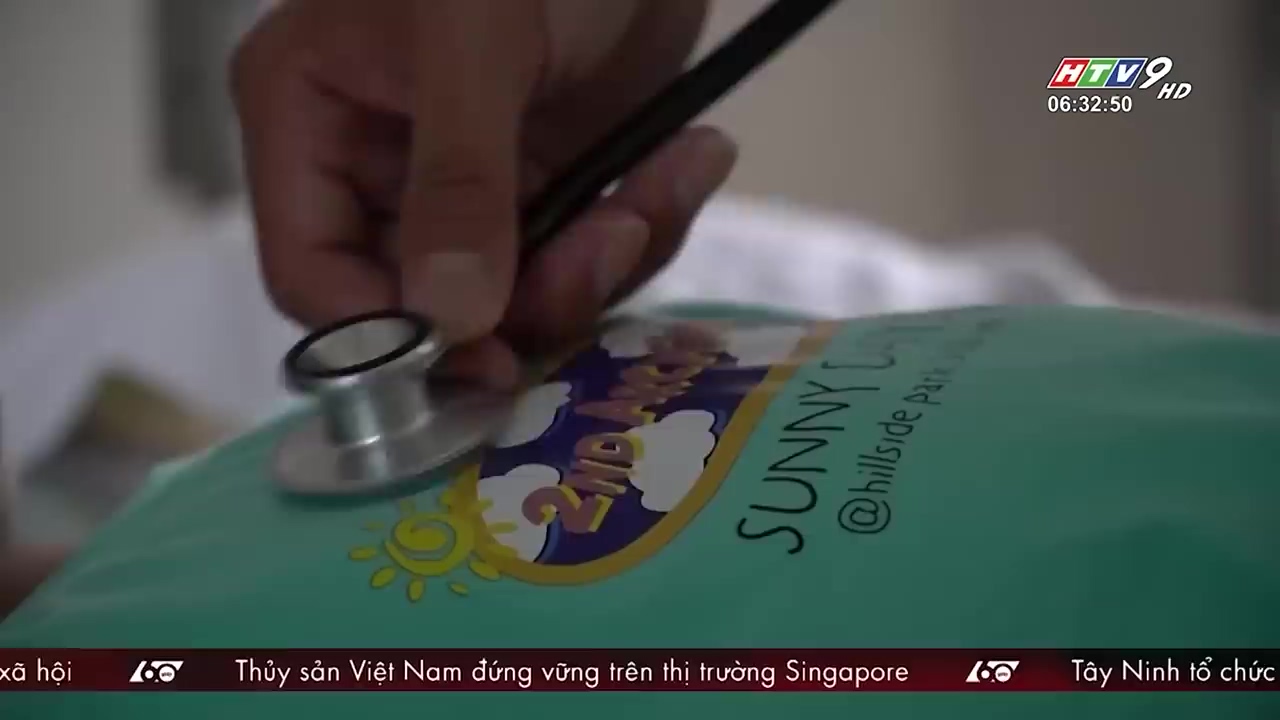 HTV9 HD
06:32:50
2ND
SUNNY
@hillside park
xã hội
Thủy sản Việt Nam đứng vững trên thị trường Singapore
Tây Ninh tổ chức